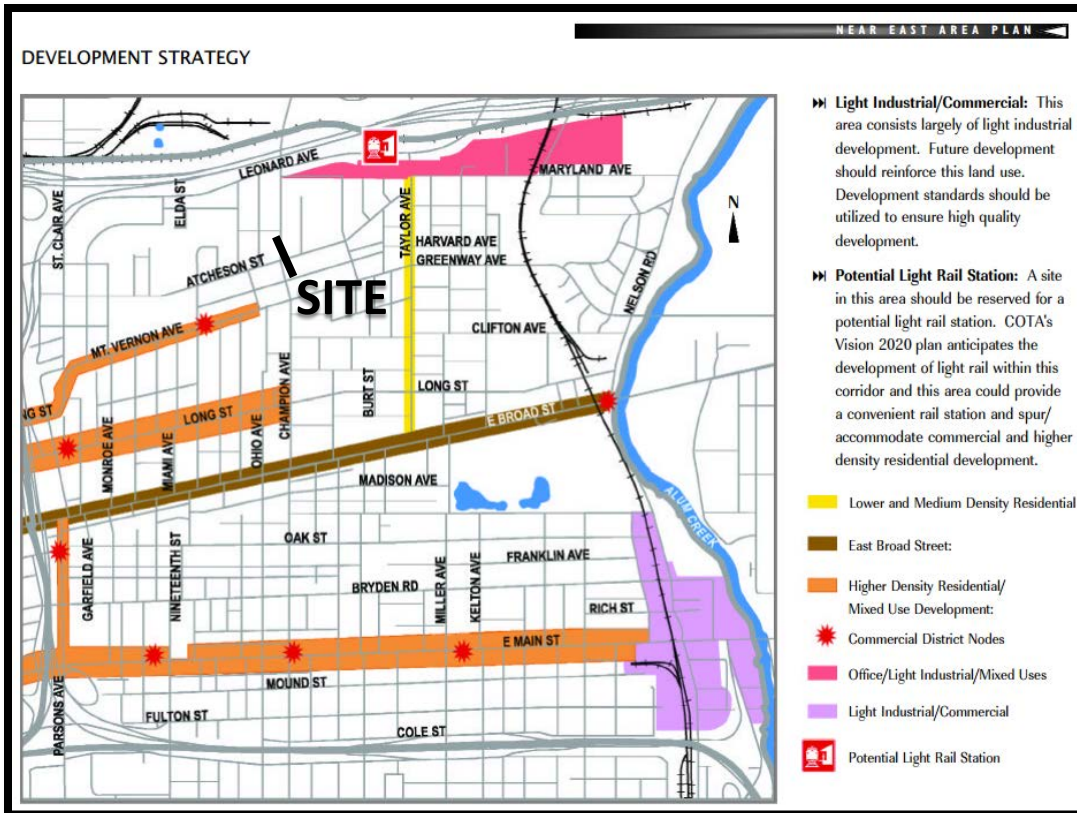 NEAR EAST AREA PLAN
DEVELOPMENT STRATEGY
LEONARD AVE
MARYLAND AVE
ST. CLAIR AVE
ELDA ST
TAYLOR AVE
N
HARVARD AVE
GREENWAY AVE
ATCHESON ST
SITE
NELSON RD
MT. VERNON AVE
CLIFTON AVE
BURT ST
LONG ST
NG ST
LONG ST
CHAMPION AVE
OHIO AVE
E BROAD ST
MONROE AVE
MIAMI AVE
MADISON AVE
ALUM CREEK
OAK ST
FRANKLIN AVE
GARFIELD AVE
NINETEENTH ST
BRYDEN RD
MILLER AVE
KELTON AVE
RICH ST
E MAIN ST
MOUND ST
PARSONS AVE
FULTON ST
COLE ST
Light Industrial/Commercial: This
area consists largely of light industrial
development. Future development
should reinforce this land use.
Development standards should be
utilized to ensure high quality
development.
Potential Light Rail Station: A site
in this area should be reserved for a
potential light rail station. COTA's
Vision 2020 plan anticipates the
development of light rail within this
corridor and this area could provide
a convenient rail station and spur/
accommodate commercial and higher
density residential development.
Lower and Medium Density Residential
East Broad Street:
Higher Density Residential/
Mixed Use Development:
Commercial District Nodes
Office/Light Industrial/Mixed Uses
Light Industrial/Commercial
Potential Light Rail Station